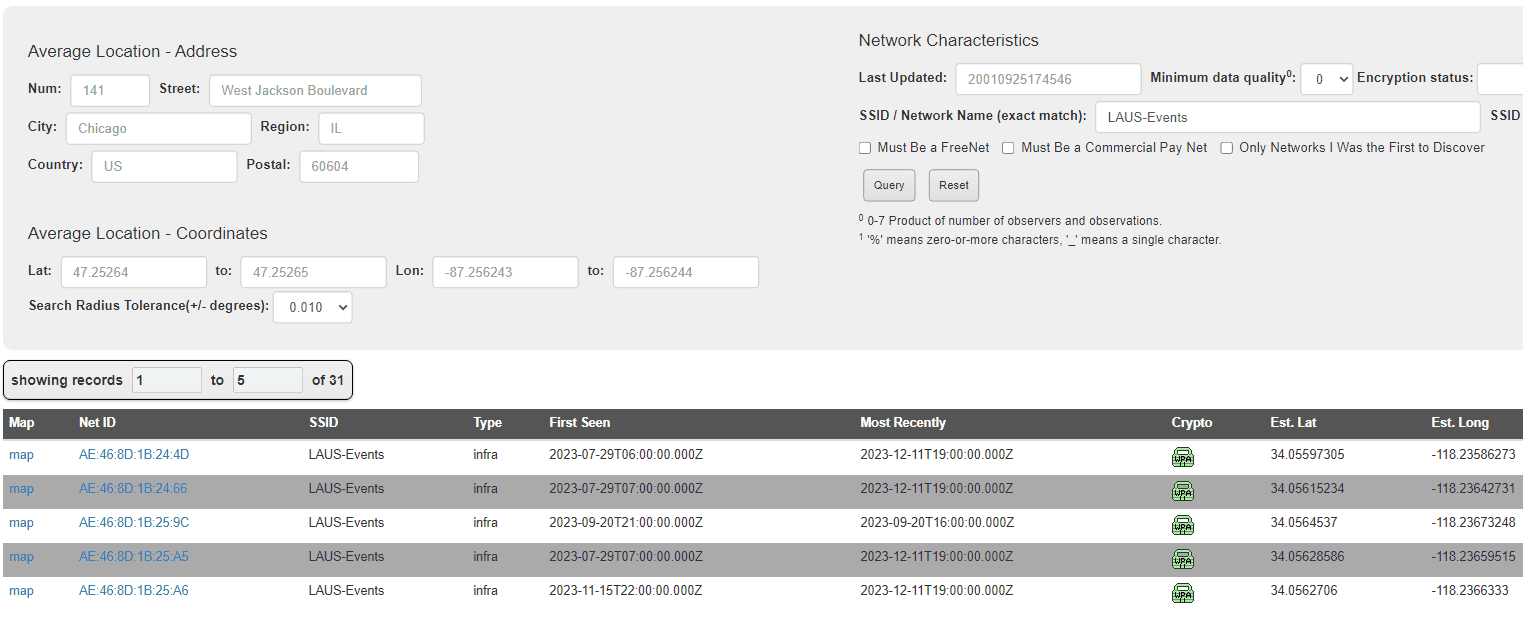 Average Location - Address
Num: 141 Street: West Jackson Boulevard
City: Chicago Region: IL
Country: US Postal: 60604
Average Location - Coordinates
Lat: 47.25264 to: 47.25265 Lon: -87.256243 to: -87.256244
Search Radius Tolerance(+/- degrees): 0.010
Network Characteristics
Last Updated: 20010925174546 Minimum data quality0: 0 Encryption status:
SSID / Network Name (exact match): LAUS-Events SSID
Must Be a FreeNet Must Be a Commercial Pay Net Only Networks I Was the First to Discover
Query Reset
0 0-7 Product of number of observers and observations.
1 '%' means zero-or-more characters, '_' means a single character.
showing records 1 to 5 of 31
Map Net ID SSID Type First Seen Most Recently Crypto Est. Lat Est. Long
map AE:46:8D:1B:24:4D LAUS-Events infra 2023-07-29T06:00:00.000Z 2023-12-11T19:00:00.000Z WPA 34.05597305 -118.23586273
map AE:46:8D:1B:24:66 LAUS-Events infra 2023-07-29T07:00:00.000Z 2023-12-11T19:00:00.000Z WPA 34.05615234 -118.23642731
map AE:46:8D:1B:25:9C LAUS-Events infra 2023-09-20T21:00:00.000Z 2023-09-20T16:00:00.000Z WPA 34.0564537 -118.23673248
map AE:46:8D:1B:25:A5 LAUS-Events infra 2023-07-29T07:00:00.000Z 2023-12-11T19:00:00.000Z WPA 34.05628586 -118.23659515
map AE:46:8D:1B:25:A6 LAUS-Events infra 2023-11-15T22:00:00.000Z 2023-12-11T19:00:00.000Z WPA 34.0562706 -118.2366333